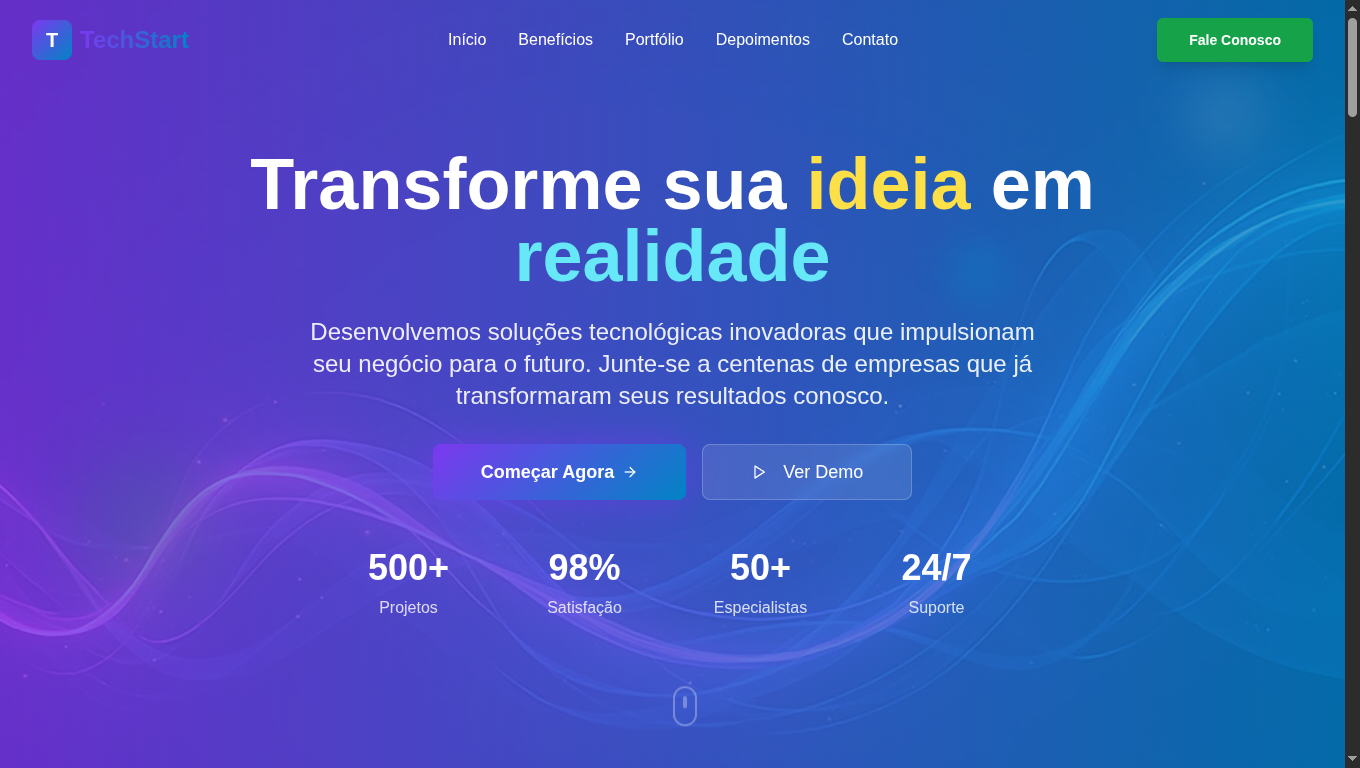 T TechStart
Início Benefícios Portfólio Depoimentos Contato
Fale Conosco
Transforme sua ideia em
realidade
Desenvolvemos soluções tecnológicas inovadoras que impulsionam
seu negócio para o futuro. Junte-se a centenas de empresas que já
transformaram seus resultados conosco.
Começar Agora
Ver Demo
500+
Projetos
98%
Satisfação
50+
Especialistas
24/7
Suporte